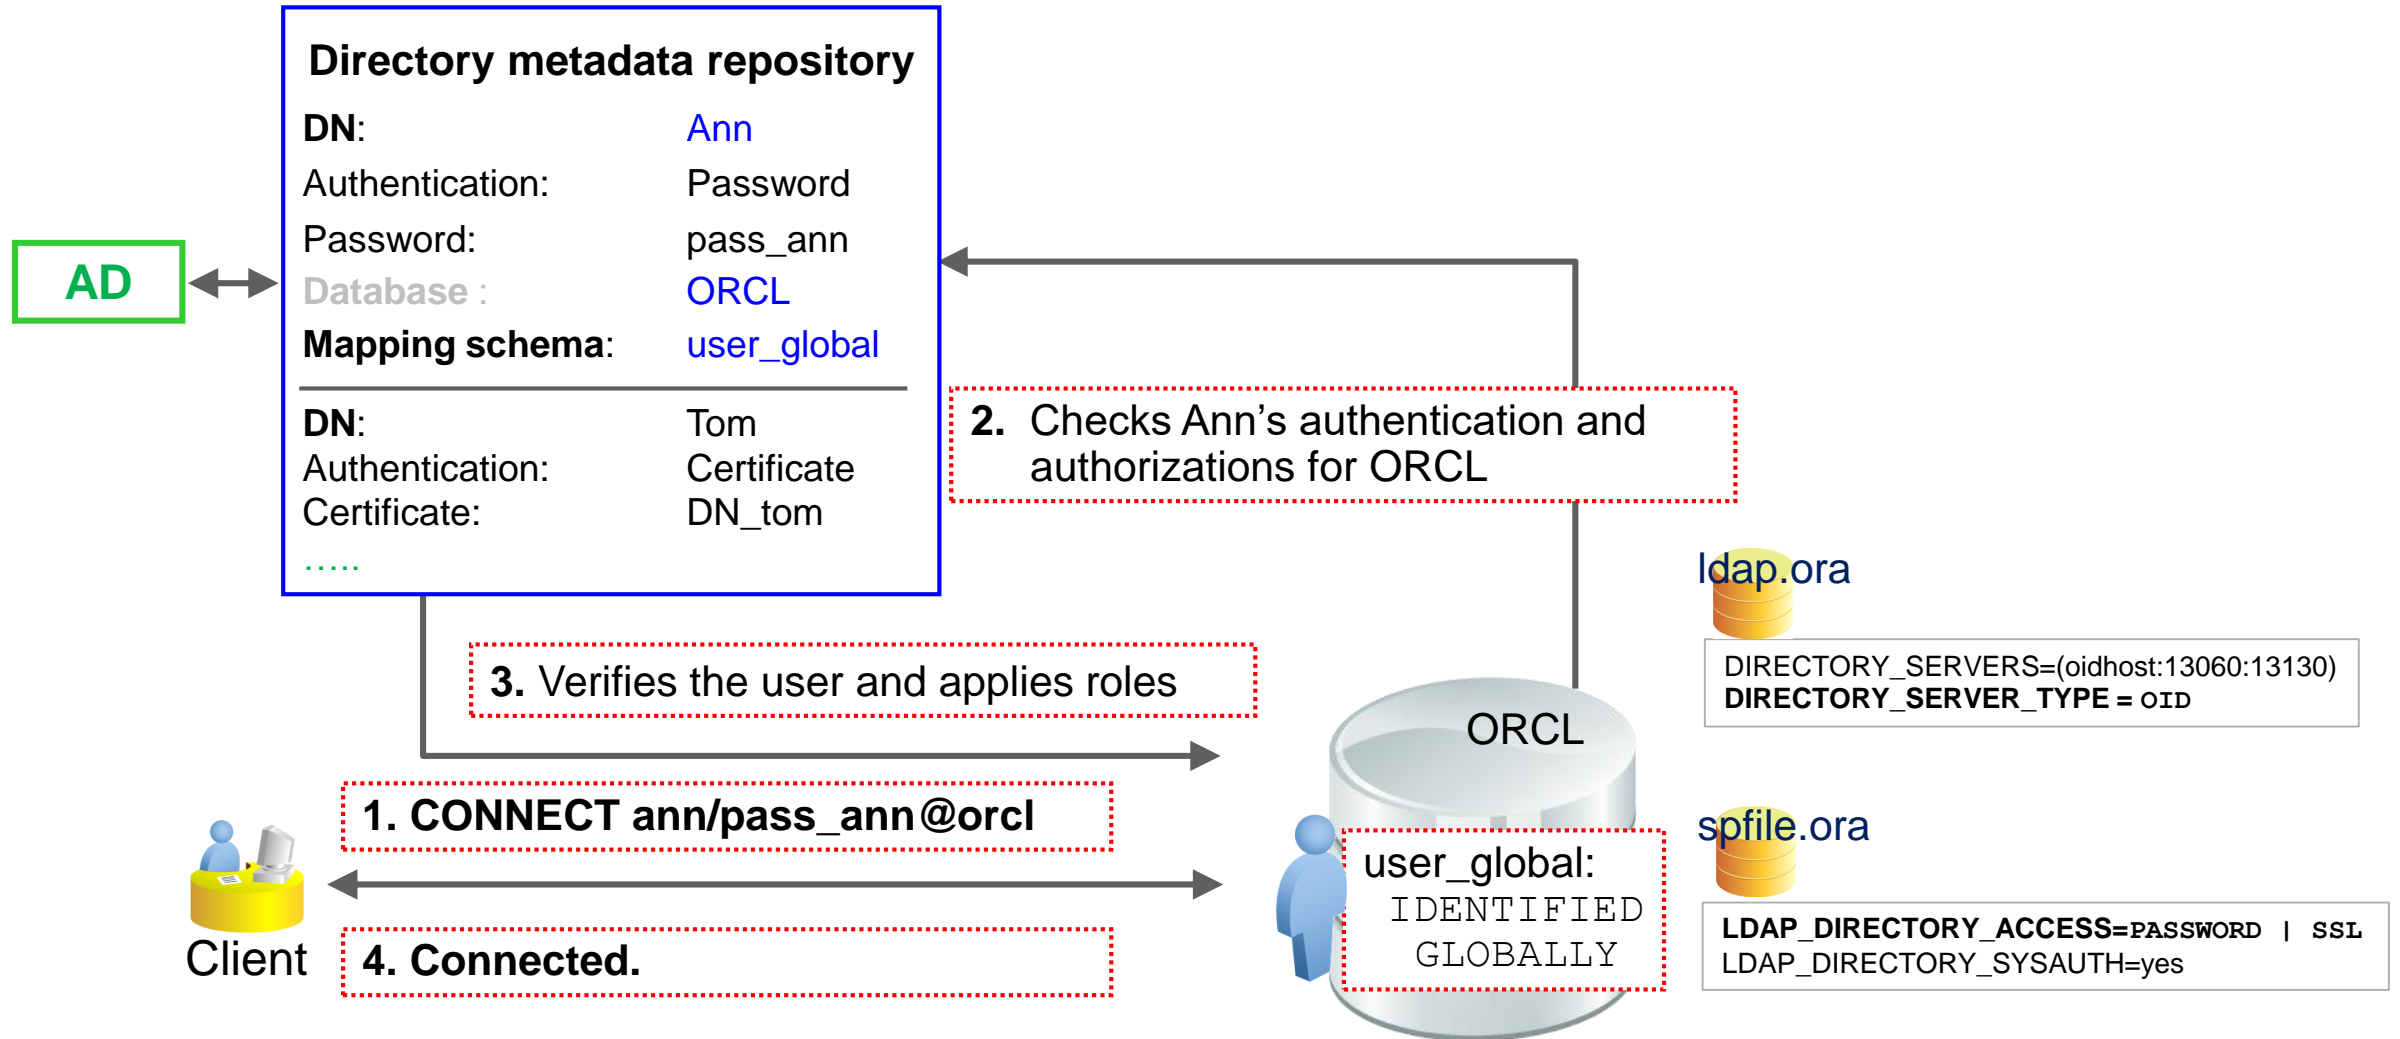 Directory metadata repository
DN: Ann
Authentication: Password
Password: pass_ann
Database : ORCL
Mapping schema: user_global
DN: Tom
Authentication: Certificate
Certificate: DN_tom
.....
AD
2. Checks Ann’s authentication and
authorizations for ORCL
3. Verifies the user and applies roles
1. CONNECT ann/pass_ann@orcl
4. Connected.
Client
ORCL
user_global:
IDENTIFIED
GLOBALLY
ldap.ora
DIRECTORY_SERVERS=(oidhost:13060:13130)
DIRECTORY_SERVER_TYPE = OID
spfile.ora
LDAP_DIRECTORY_ACCESS=PASSWORD | SSL
LDAP_DIRECTORY_SYSAUTH=yes